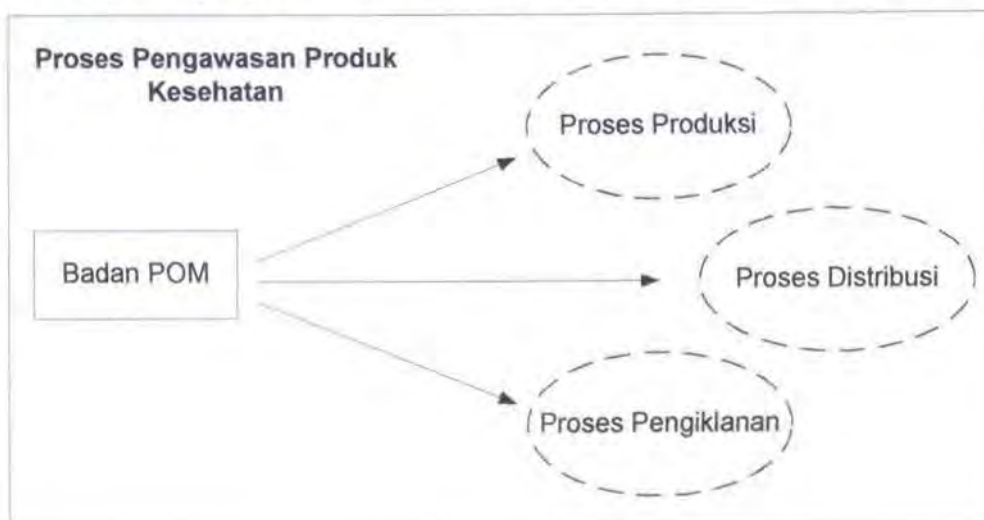 Proses Pengawasan Produk
Kesehatan
Proses Produksi
Badan POM
Proses Distribusi
Proses Pengiklanan